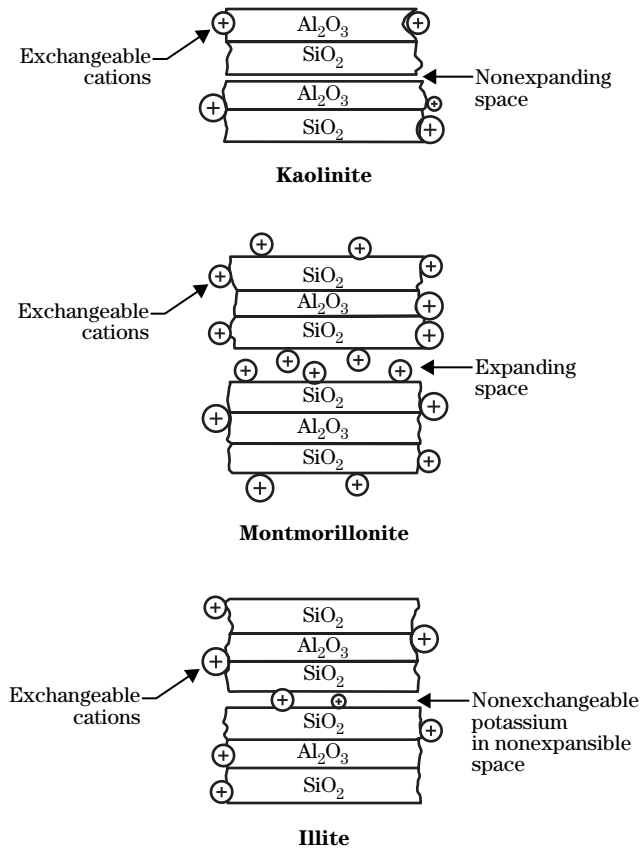 Exchangeable
cations
Al₂O₃
SiO₂
Al₂O₃
SiO₂
Nonexpanding
space
Kaolinite
Exchangeable
cations
SiO₂
Al₂O₃
SiO₂
SiO₂
Al₂O₃
SiO₂
Expanding
space
Montmorillonite
Exchangeable
cations
SiO₂
Al₂O₃
SiO₂
SiO₂
Al₂O₃
SiO₂
Nonexchangeable
potassium
in nonexpansible
space
Illite